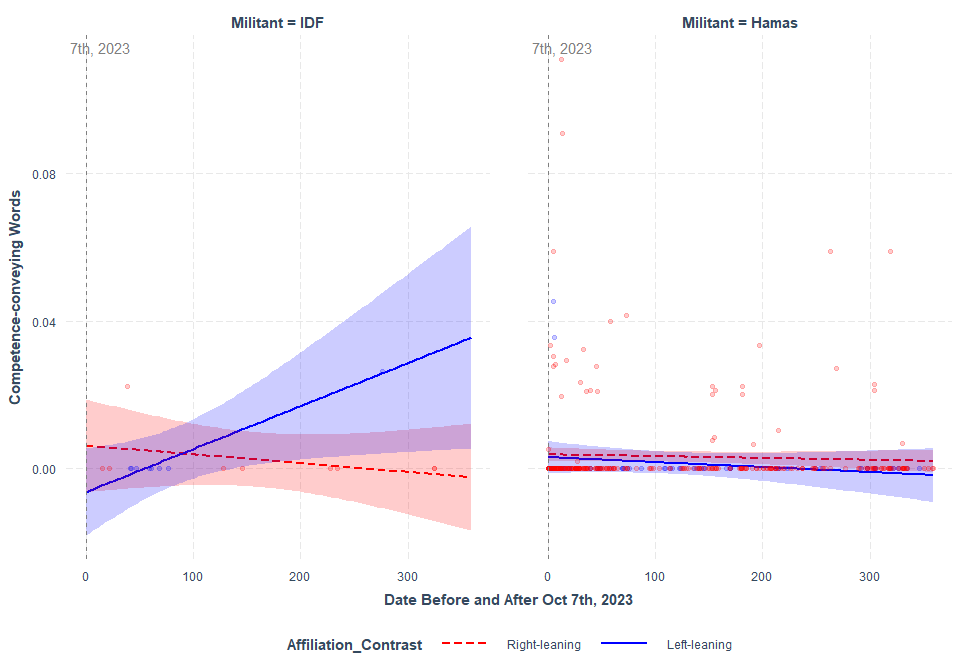 Militant = IDF
Militant = Hamas
7th, 2023
7th, 2023
Competence-conveying Words
0.08
0.04
0.00
0 100 200 300
0 100 200 300
Date Before and After Oct 7th, 2023
Affiliation_Contrast Right-leaning Left-leaning